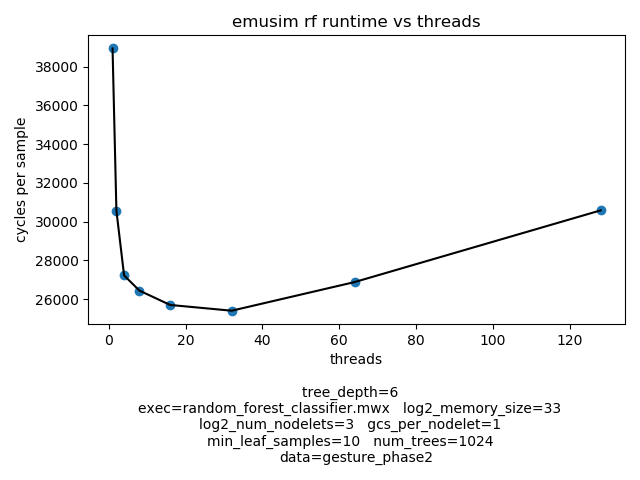 emusim rf runtime vs threads
cycles per sample
38000
36000
34000
32000
30000
28000
26000
0 20 40 60 80 100 120
threads
tree_depth=6
exec=random_forest_classifier.mwx log2_memory_size=33
log2_num_nodelets=3 gcs_per_nodelet=1
min_leaf_samples=10 num_trees=1024
data=gesture_phase2